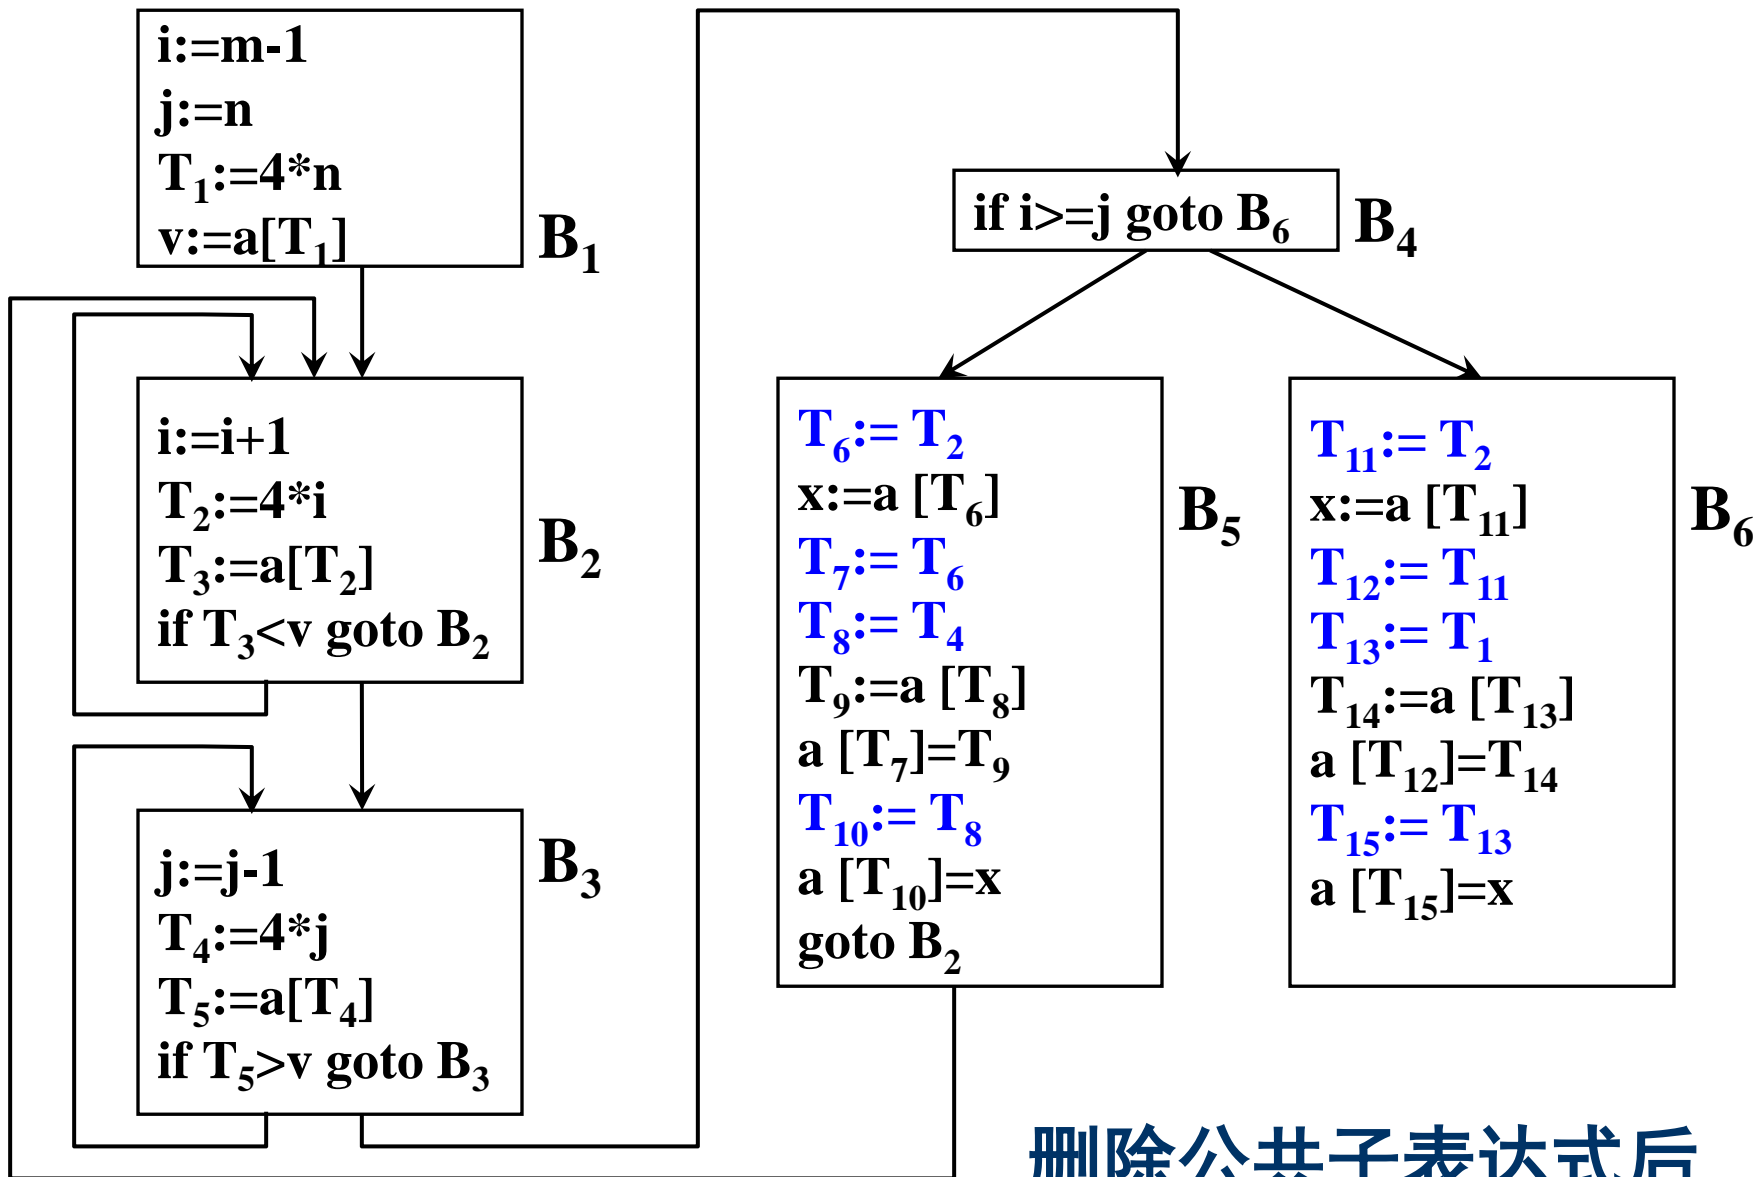 i:=m-1
j:=n
T₁:=4*n
v:=a[T₁]
B₁
i:=i+1
T₂:=4*i
T₃:=a[T₂]
if T₃<v goto B₂
B₂
j:=j-1
T₄:=4*j
T₅:=a[T₄]
if T₅>v goto B₃
B₃
if i>=j goto B₆
B₄
T₆:= T₂
x:=a [T₆]
T₇:= T₆
T₈:= T₄
T₉:=a [T₈]
a [T₇]=T₉
T₁₀:= T₈
a [T₁₀]=x
goto B₂
B₅
T₁₁:= T₂
x:=a [T₁₁]
T₁₂:= T₁₁
T₁₃:= T₁
T₁₄:=a [T₁₃]
a [T₁₂]=T₁₄
T₁₅:= T₁₃
a [T₁₅]=x
B₆
删除公共子表达式后